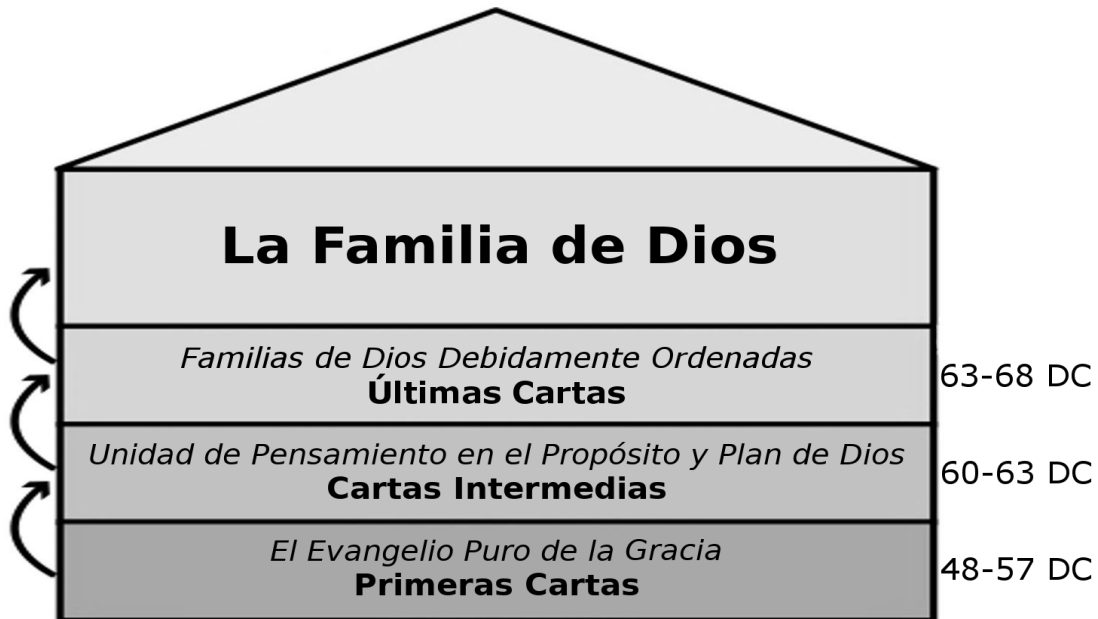 La Familia de Dios
Familias de Dios Debidamente Ordenadas
Últimas Cartas
63-68 DC
Unidad de Pensamiento en el Propósito y Plan de Dios
Cartas Intermedias
60-63 DC
El Evangelio Puro de la Gracia
Primeras Cartas
48-57 DC